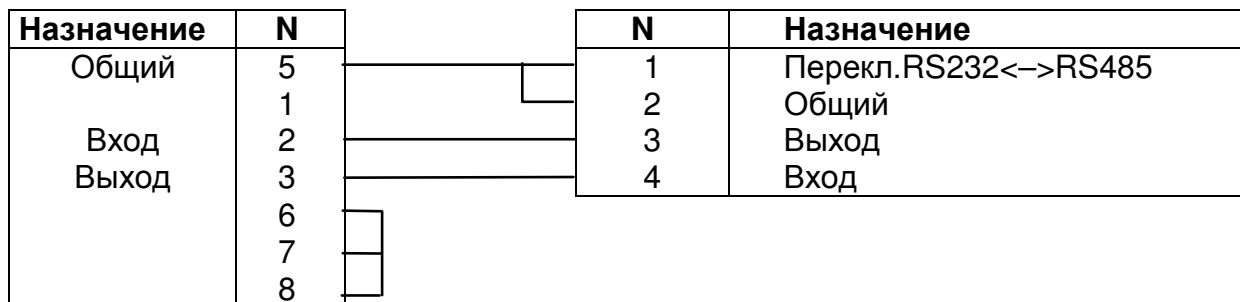 Назначение N N Назначение
Общий 5 1 Перекл.RS232<–>RS485
1 2 Общий
Вход 2 3 Выход
Выход 3 4 Вход
6
7
8